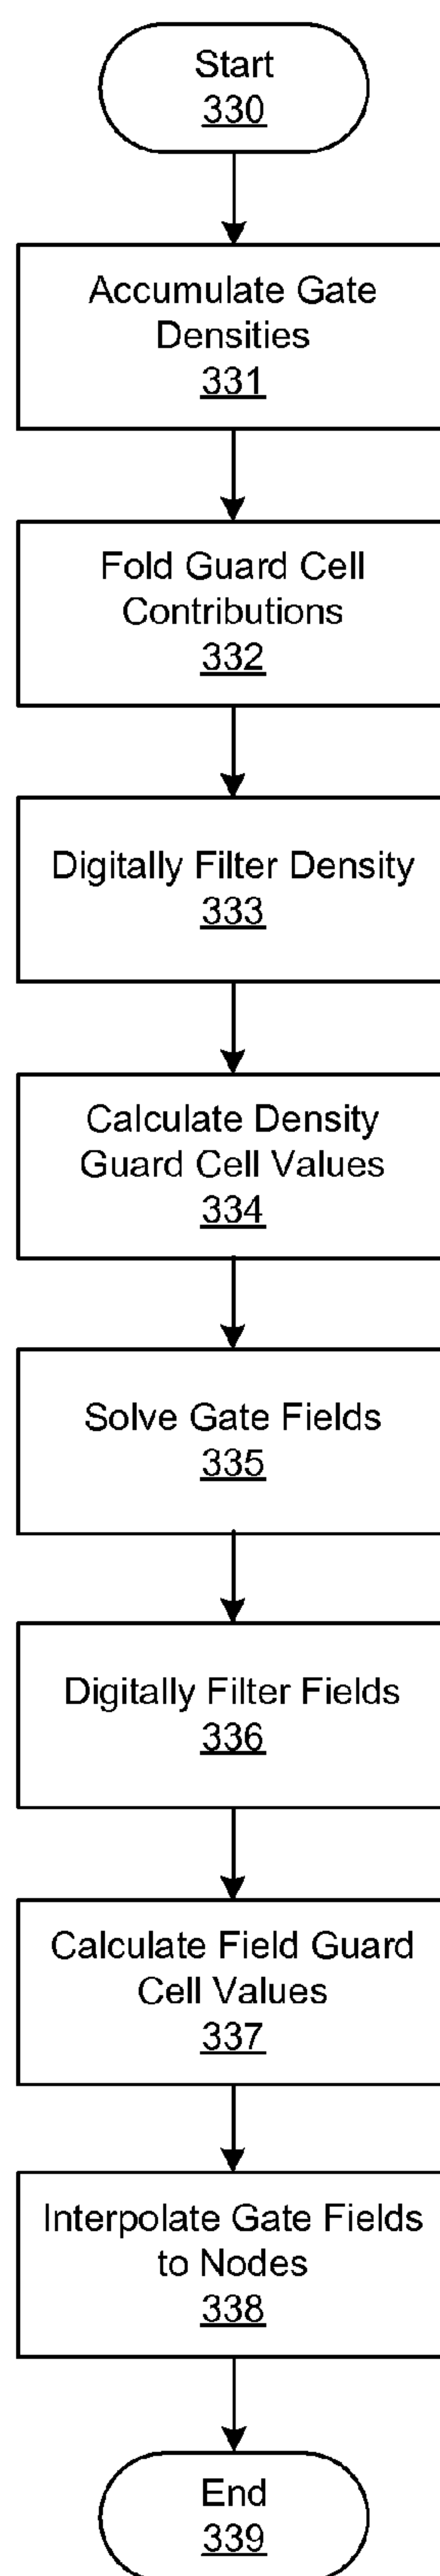 Start
330
Accumulate Gate
Densities
331
Fold Guard Cell
Contributions
332
Digitally Filter Density
333
Calculate Density
Guard Cell Values
334
Solve Gate Fields
335
Digitally Filter Fields
336
Calculate Field Guard
Cell Values
337
Interpolate Gate Fields
to Nodes
338
End
339